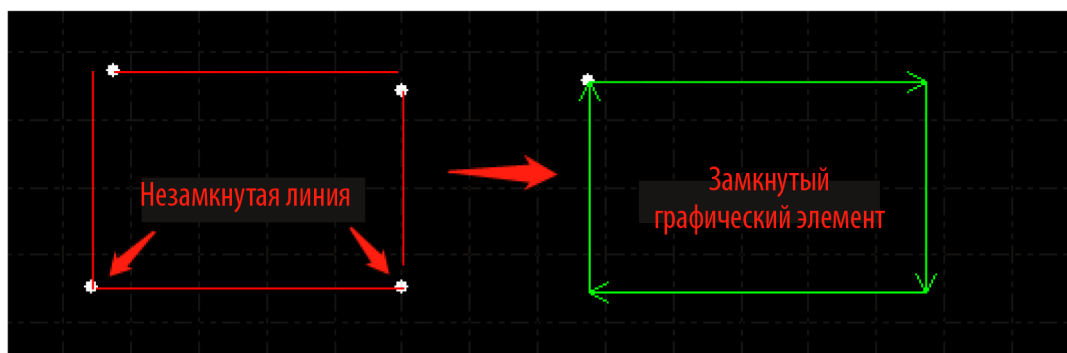 Незамкнутая линия
Замкнутый
графический элемент